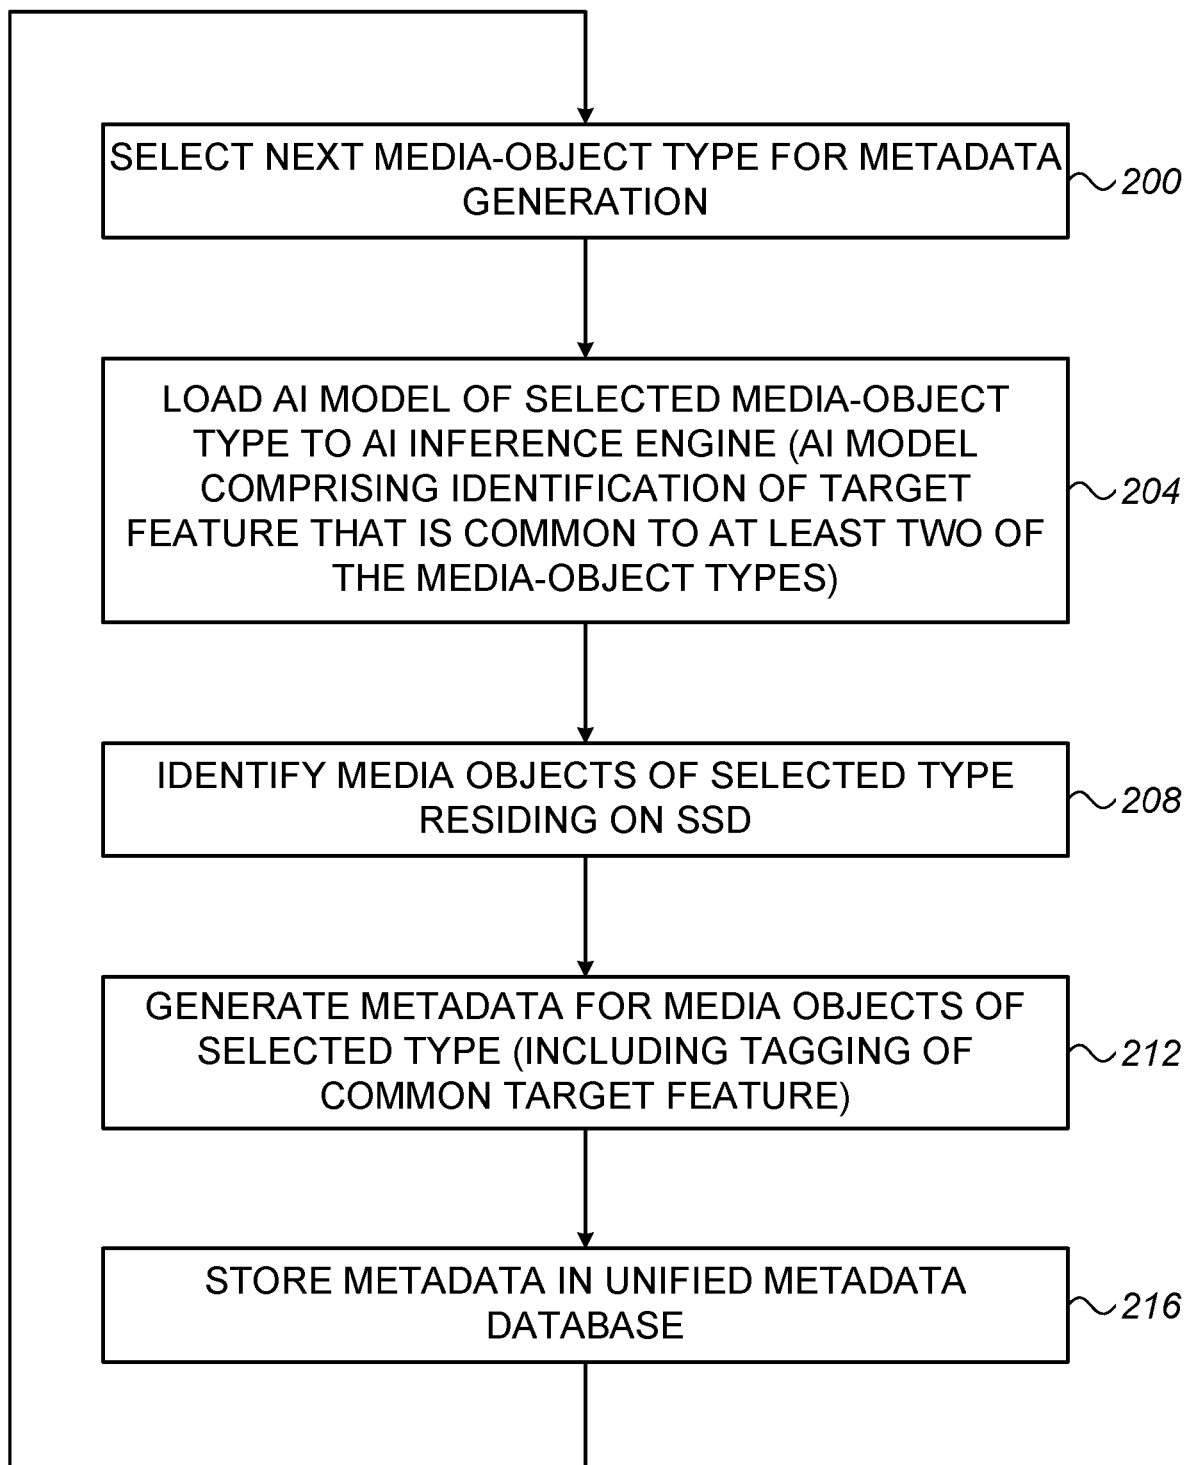 SELECT NEXT MEDIA-OBJECT TYPE FOR METADATA
GENERATION
200
LOAD AI MODEL OF SELECTED MEDIA-OBJECT
TYPE TO AI INFERENCE ENGINE (AI MODEL
COMPRISING IDENTIFICATION OF TARGET
FEATURE THAT IS COMMON TO AT LEAST TWO OF
THE MEDIA-OBJECT TYPES)
204
IDENTIFY MEDIA OBJECTS OF SELECTED TYPE
RESIDING ON SSD
208
GENERATE METADATA FOR MEDIA OBJECTS OF
SELECTED TYPE (INCLUDING TAGGING OF
COMMON TARGET FEATURE)
212
STORE METADATA IN UNIFIED METADATA
DATABASE
216